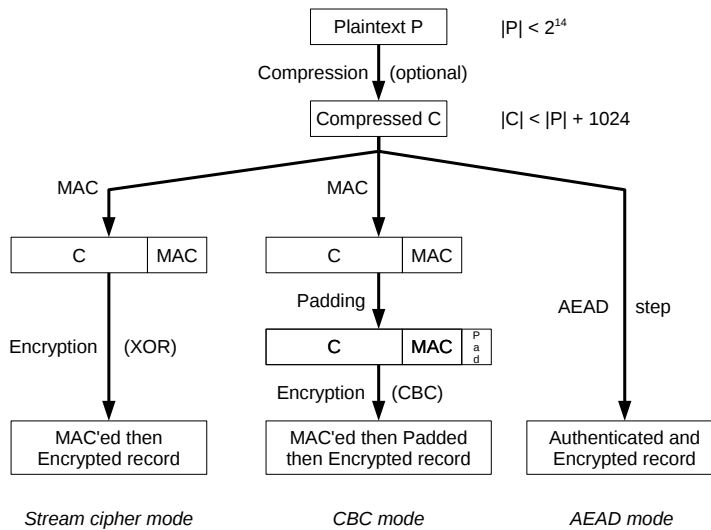 Plaintext P
|P| < 2¹⁴
Compression (optional)
Compressed C
|C| < |P| + 1024
MAC MAC
C MAC C MAC
Padding
AEAD step
C MAC Pad
Encryption (XOR)
Encryption (CBC)
MAC'ed then
Encrypted record
MAC'ed then Padded
then Encrypted record
Authenticated and
Encrypted record
Stream cipher mode
CBC mode
AEAD mode